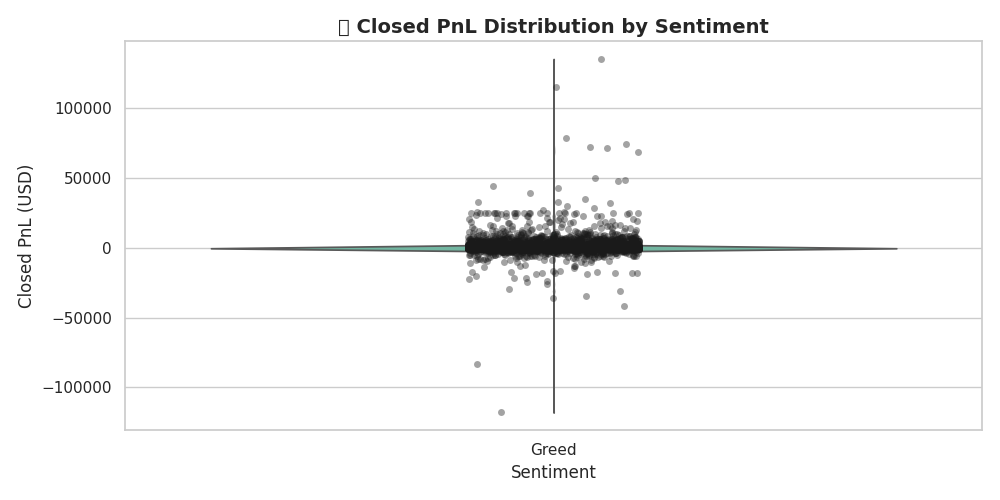 Closed PnL Distribution by Sentiment
100000
50000
0
−50000
−100000
Closed PnL (USD)
Greed
Sentiment